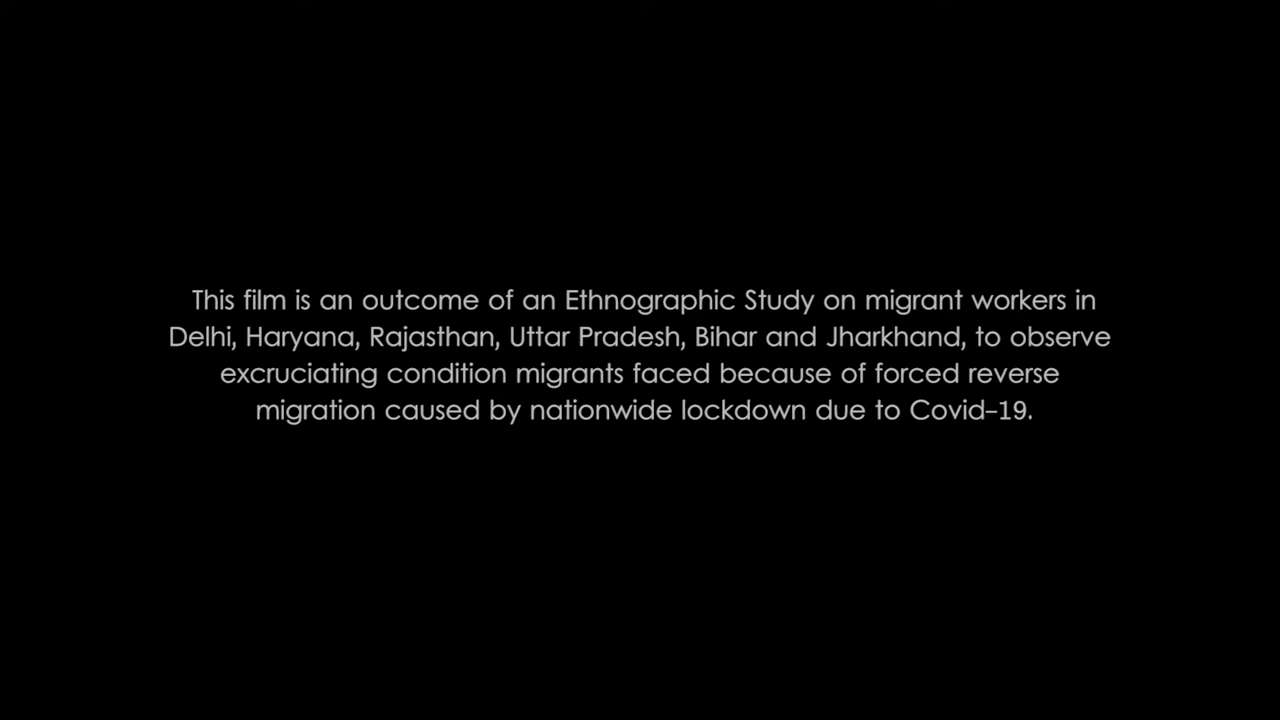 This film is an outcome of an Ethnographic Study on migrant workers in
Delhi, Haryana, Rajasthan, Uttar Pradesh, Bihar and Jharkhand, to observe
excruciating condition migrants faced because of forced reverse
migration caused by nationwide lockdown due to Covid-19.